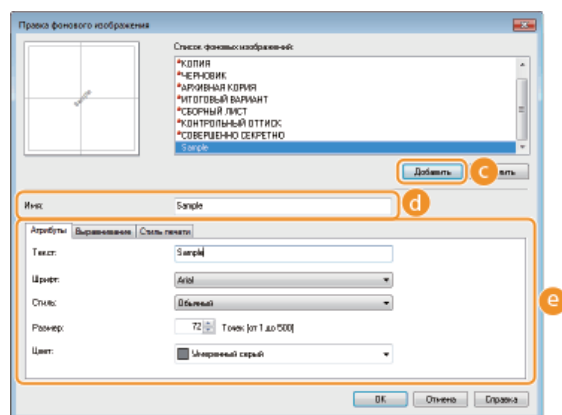 Правка фонового изображения
Список фоновых изображений:
*КОПИЯ
*ЧЕРНОВИК
*АРХИВНАЯ КОПИЯ
*ИТОГОВЫЙ ВАРИАНТ
*СБОРНЫЙ ЛИСТ
*КОНТРОЛЬНЫЙ ОТТИСК
*СОВЕРШЕННО СЕКРЕТНО
Sample
Sample
Добавить c вить
Имя: Sample d
Атрибуты Выравнивание Стиль печати
Текст: Sample
Шрифт: Arial
Стиль: Обычный e
Размер: 72 Точек (от 1 до 500)
Цвет: Умеренный серый
OK Отмена Справка